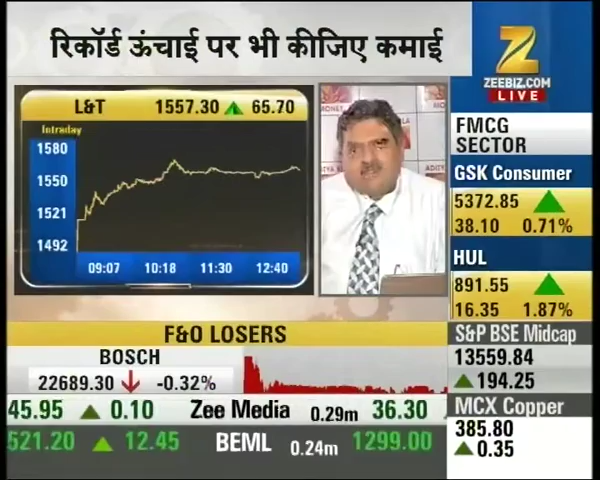 रिकॉर्ड ऊंचाई पर भी कीजिए कमाई
Z
ZEEBIZ.COM
LIVE
L&T 1557.30 65.70
Intraday
1580
1550
1521
1492
09:07 10:18 11:30 12:40
MONEY
ADITYA
FMCG
SECTOR
GSK Consumer
5372.85
38.10 0.71%
HUL
891.55
16.35 1.87%
F&O LOSERS
BOSCH
22689.30 -0.32%
S&P BSE Midcap
13559.84
194.25
MCX Copper
385.80
0.35
45.95 0.10 Zee Media 0.29m 36.30
521.20 12.45 BEML 0.24m 1299.00